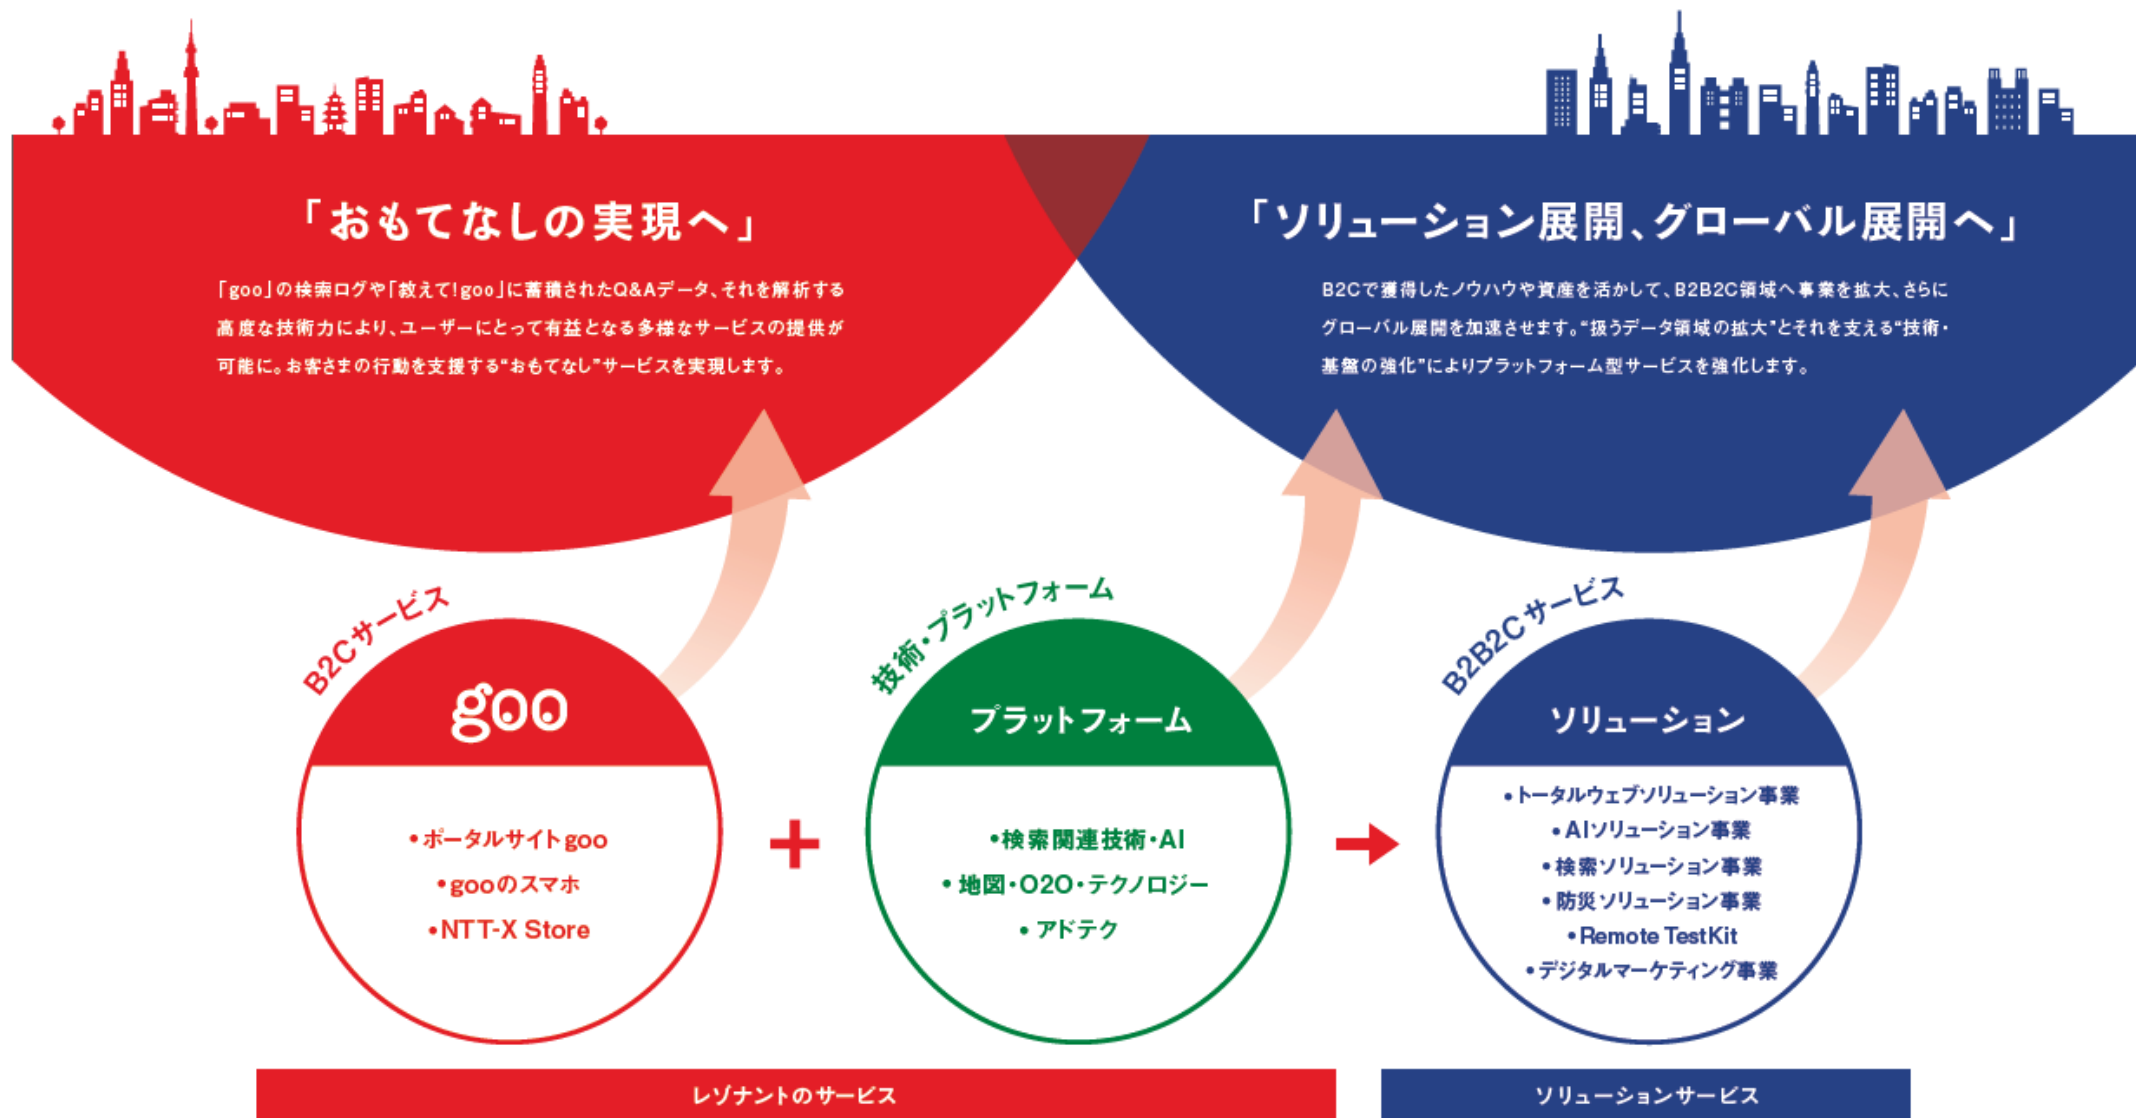 「おもてなしの実現へ」
「goo」の検索ログや「教えて!goo」に蓄積されたQ&Aデータ、それを解析する
高度な技術力により、ユーザーにとって有益となる多様なサービスの提供が
可能に。お客さまの行動を支援する“おもてなし”サービスを実現します。
「ソリューション展開、グローバル展開へ」
B2Cで獲得したノウハウや資産を活かして、B2B2C領域へ事業を拡大、さらに
グローバル展開を加速させます。“扱うデータ領域の拡大”とそれを支える“技術・
基盤の強化”によりプラットフォーム型サービスを強化します。
B2Cサービス
goo
•ポータルサイトgoo
•gooのスマホ
•NTT-X Store
+
技術・プラットフォーム
プラットフォーム
•検索関連技術・AI
•地図・O2O・テクノロジー
•アドテク
B2B2Cサービス
ソリューション
•トータルウェブソリューション事業
•AIソリューション事業
•検索ソリューション事業
•防災ソリューション事業
•Remote TestKit
•デジタルマーケティング事業
レゾナントのサービス
ソリューションサービス